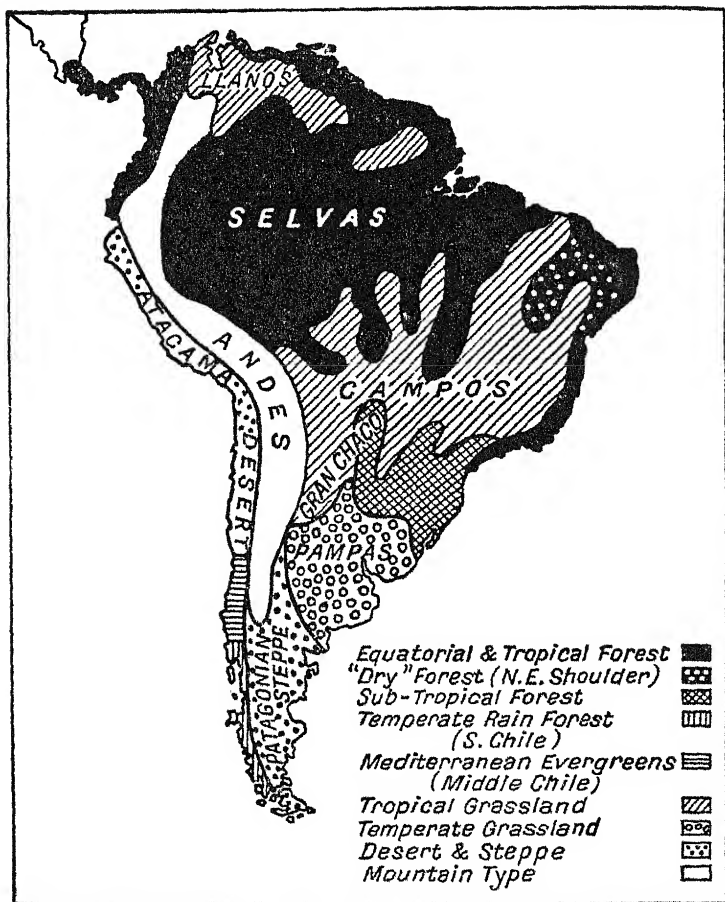 LLANOS
SELVAS
ATACAMA DESERT
ANDES
CAMPOS
GRAN CHACO
PAMPAS
PATAGONIAN
STEPPE
Equatorial & Tropical Forest
"Dry" Forest (N.E. Shoulder)
Sub-Tropical Forest
Temperate Rain Forest
(S. Chile)
Mediterranean Evergreens
(Middle Chile)
Tropical Grassland
Temperate Grassland
Desert & Steppe
Mountain Type